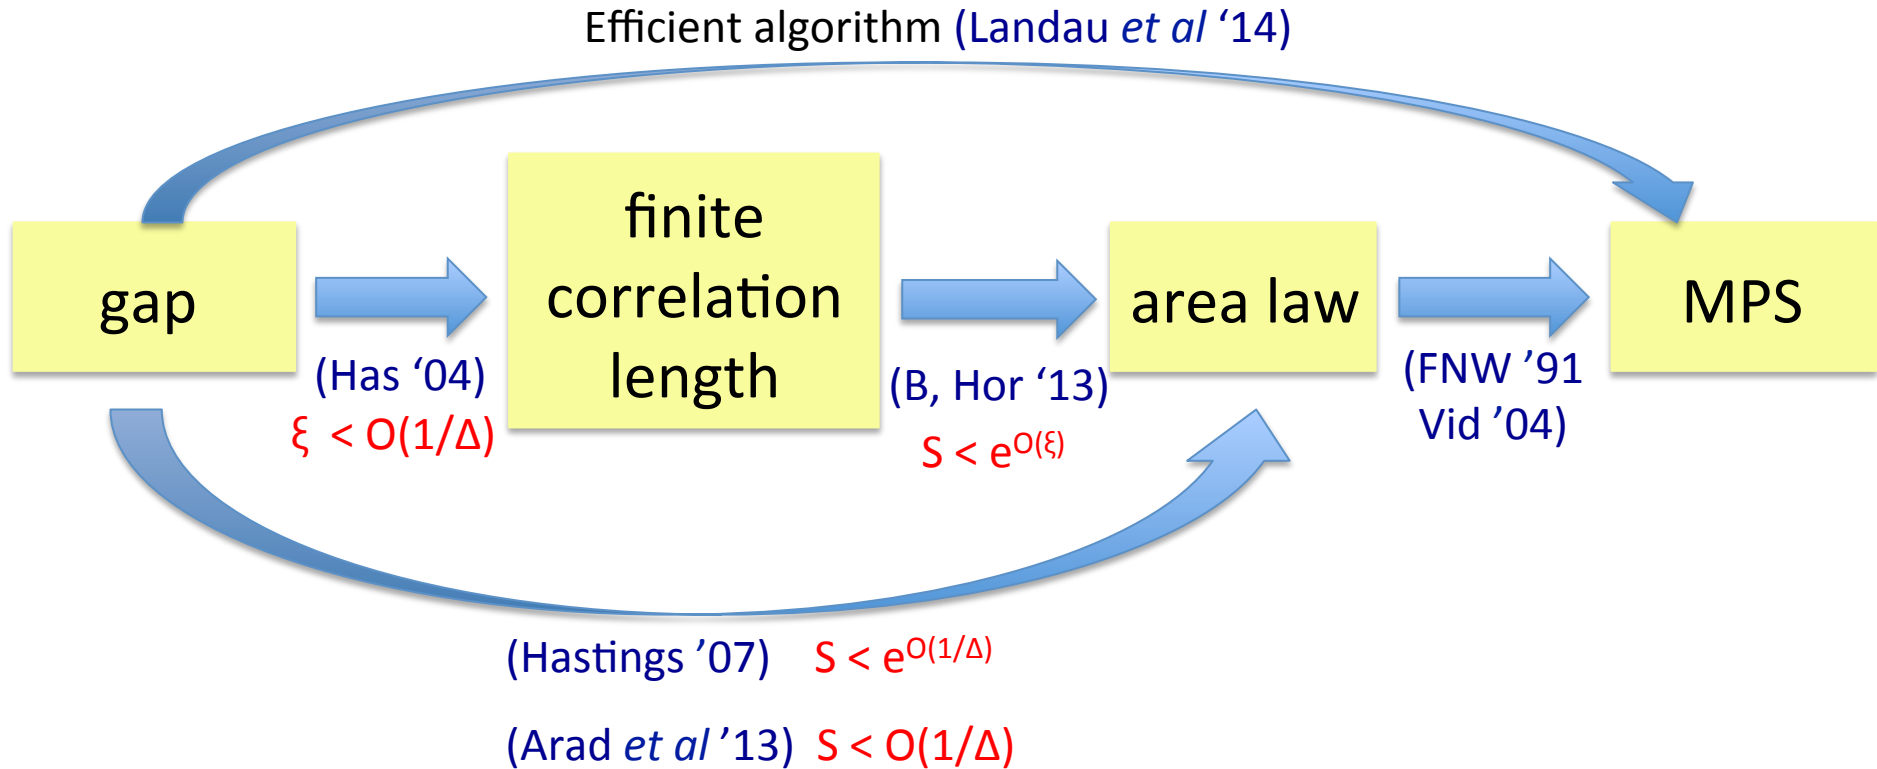 Efficient algorithm (Landau et al ‘14)
gap
(Has ‘04)
ξ < O(1/Δ)
finite
correlation
length
(B, Hor ‘13)
S < e^O(ξ)
area law
(FNW ’91
Vid ’04)
MPS
(Hastings ’07) S < e^O(1/Δ)
(Arad et al ’13) S < O(1/Δ)